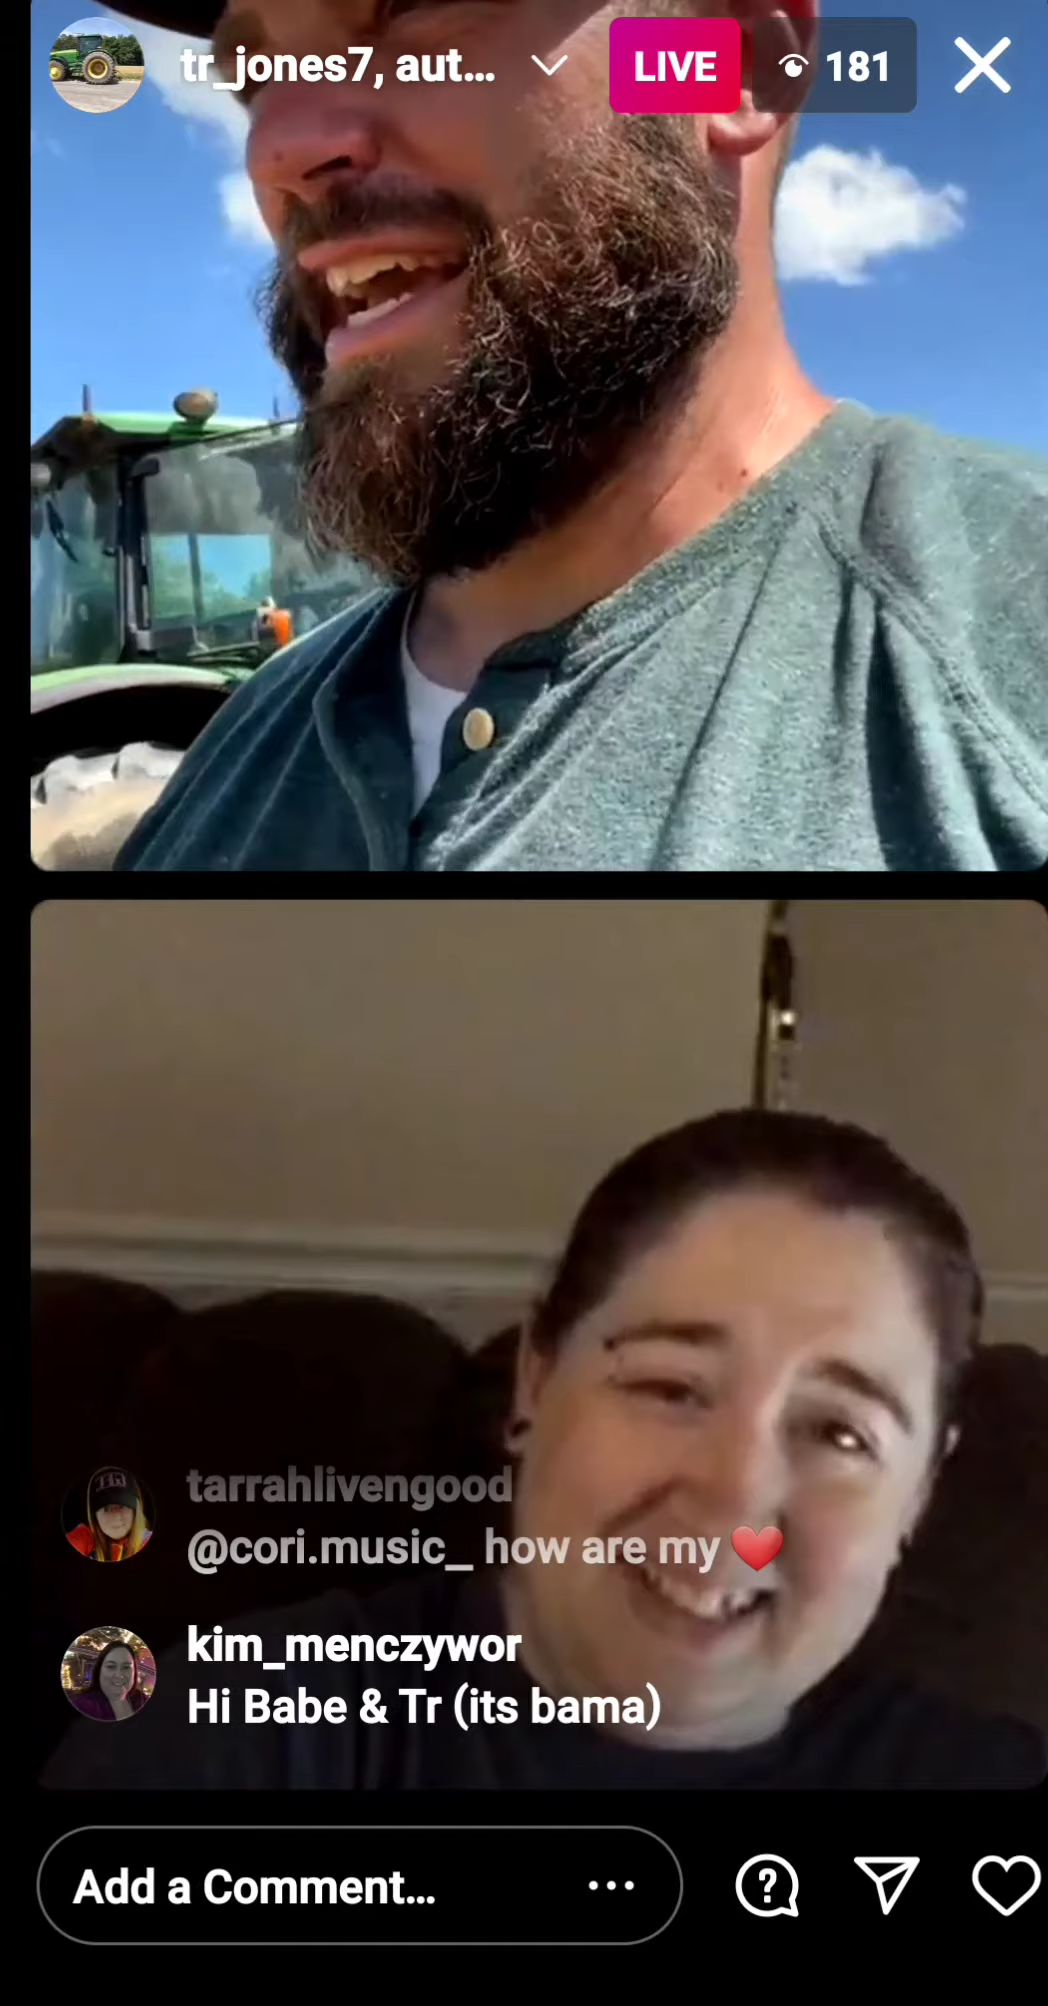 tr_jones7, aut...
LIVE
181
tarrahlivengood
@cori.music_ how are my ❤️
kim_menczywor
Hi Babe & Tr (its bama)
Add a Comment...